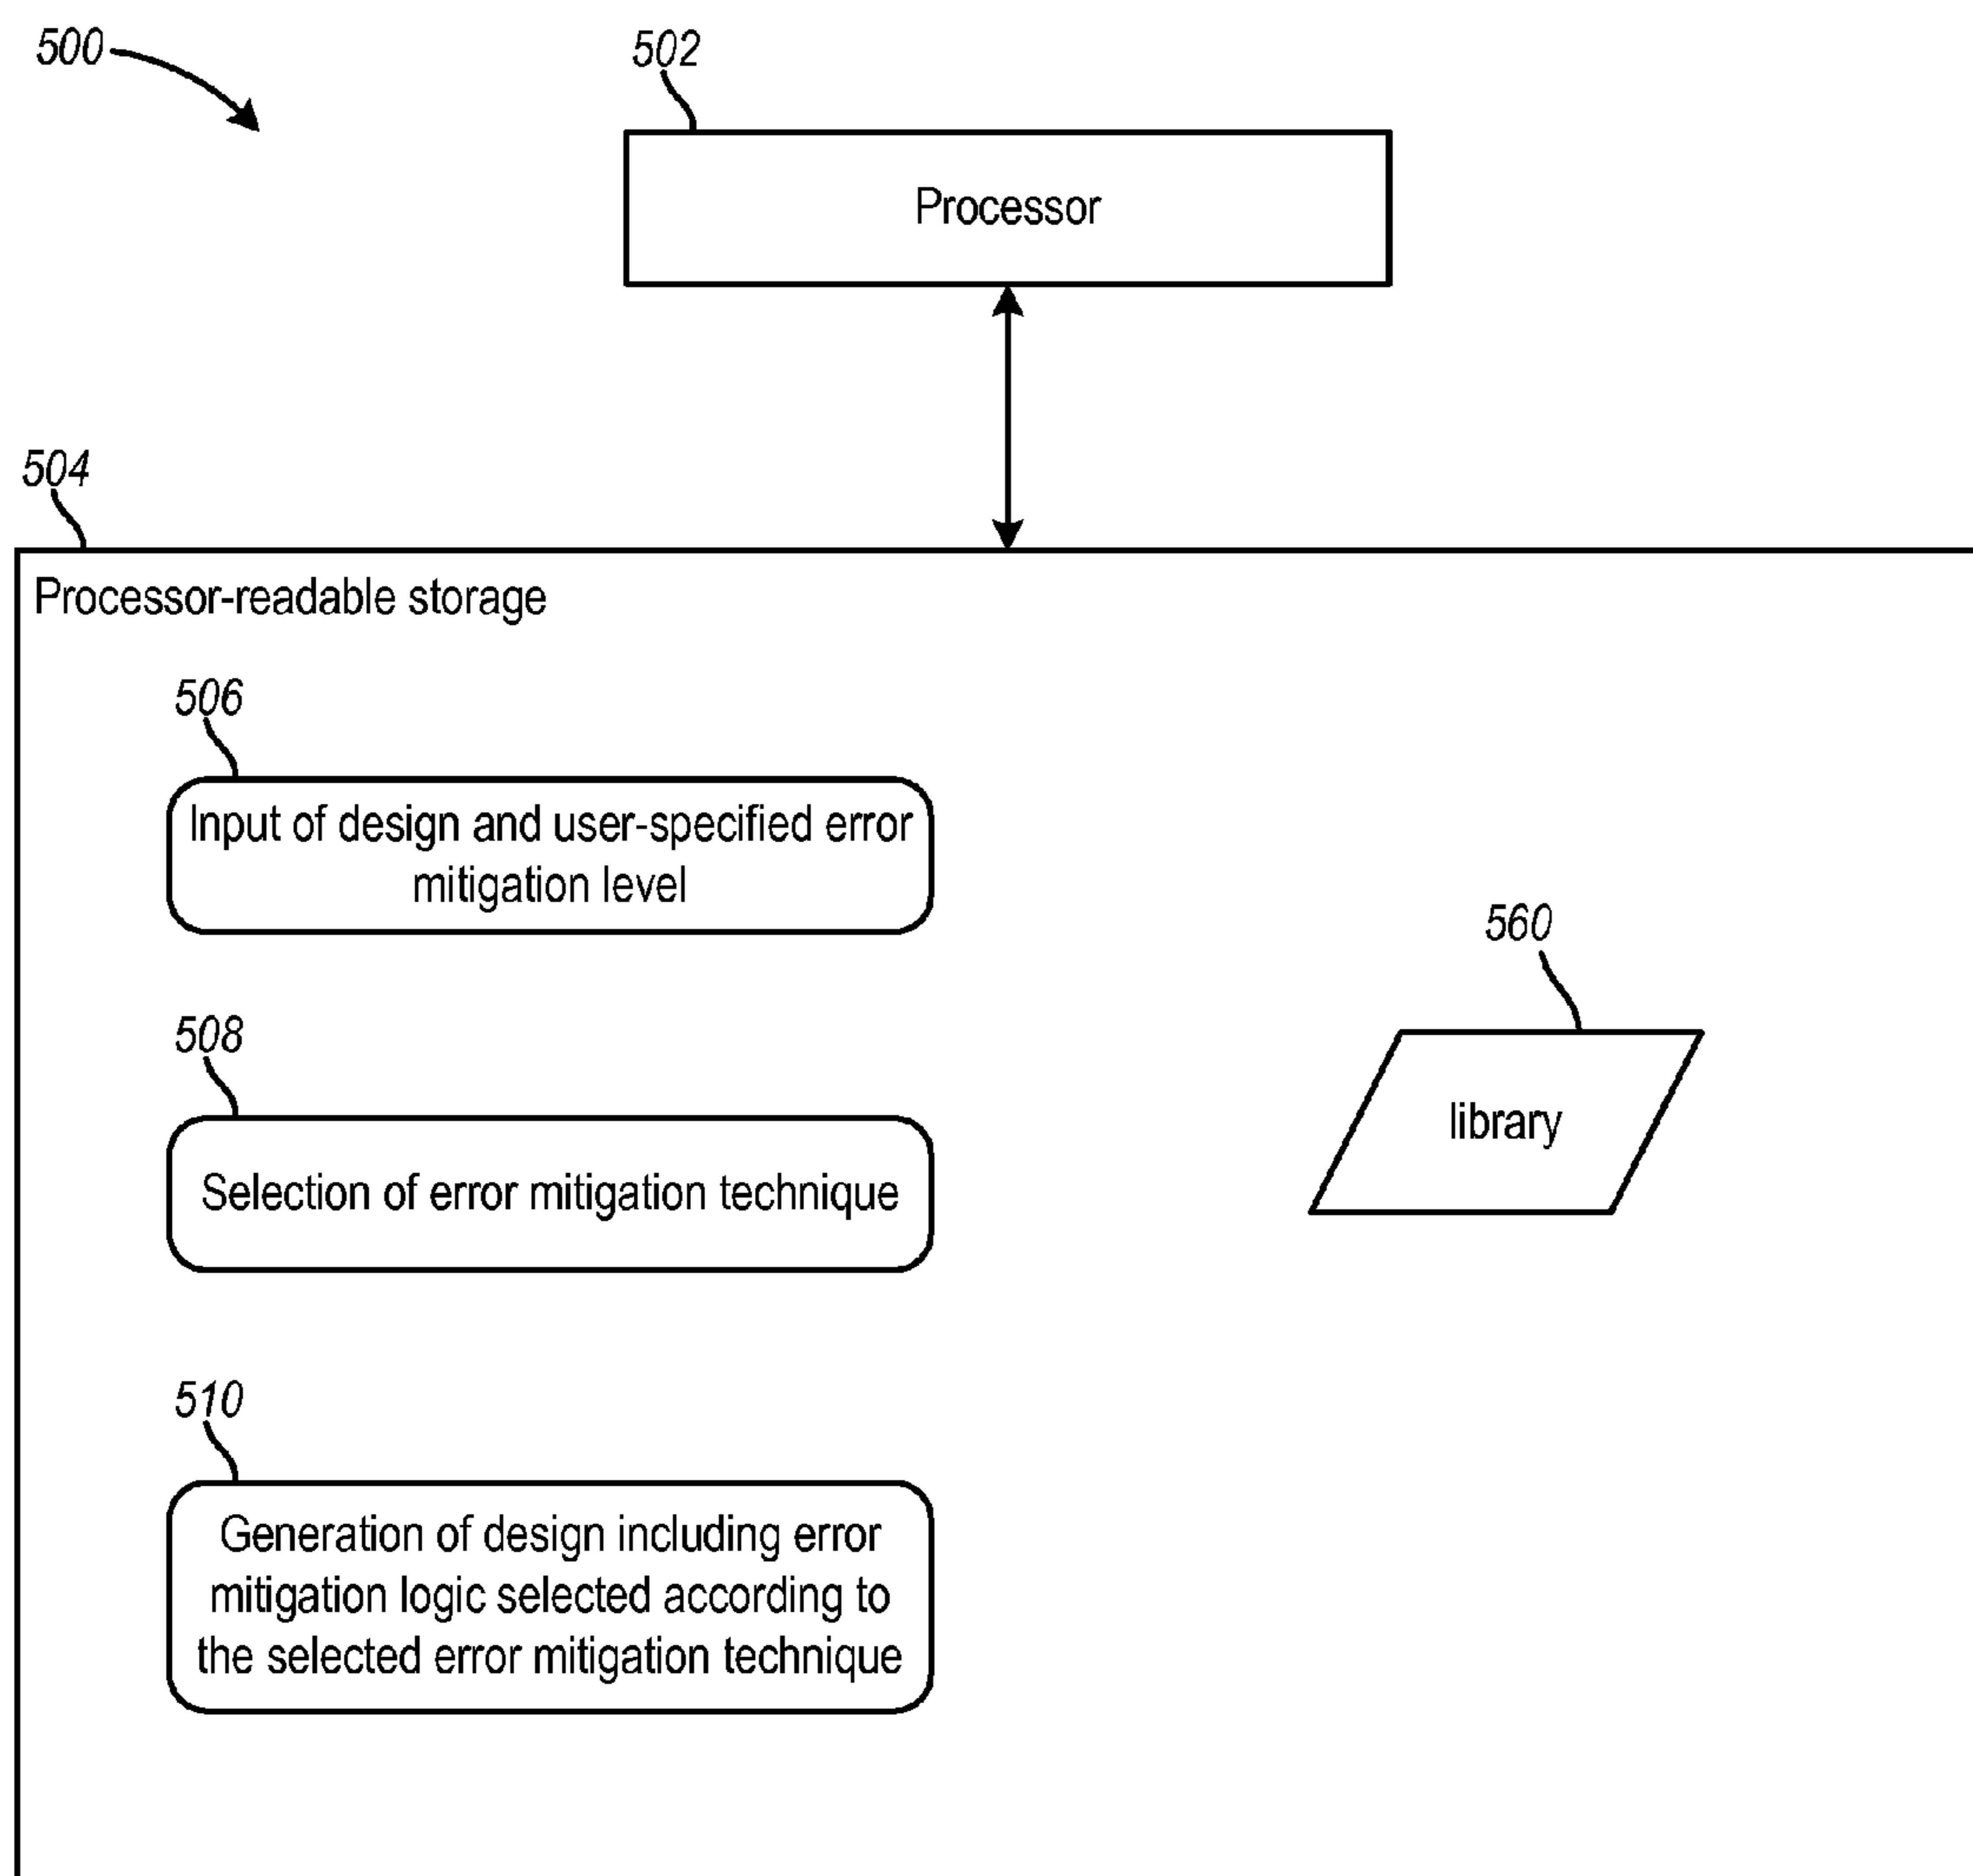 500
502
Processor
504
Processor-readable storage
506
Input of design and user-specified error
mitigation level
560
library
508
Selection of error mitigation technique
510
Generation of design including error
mitigation logic selected according to
the selected error mitigation technique